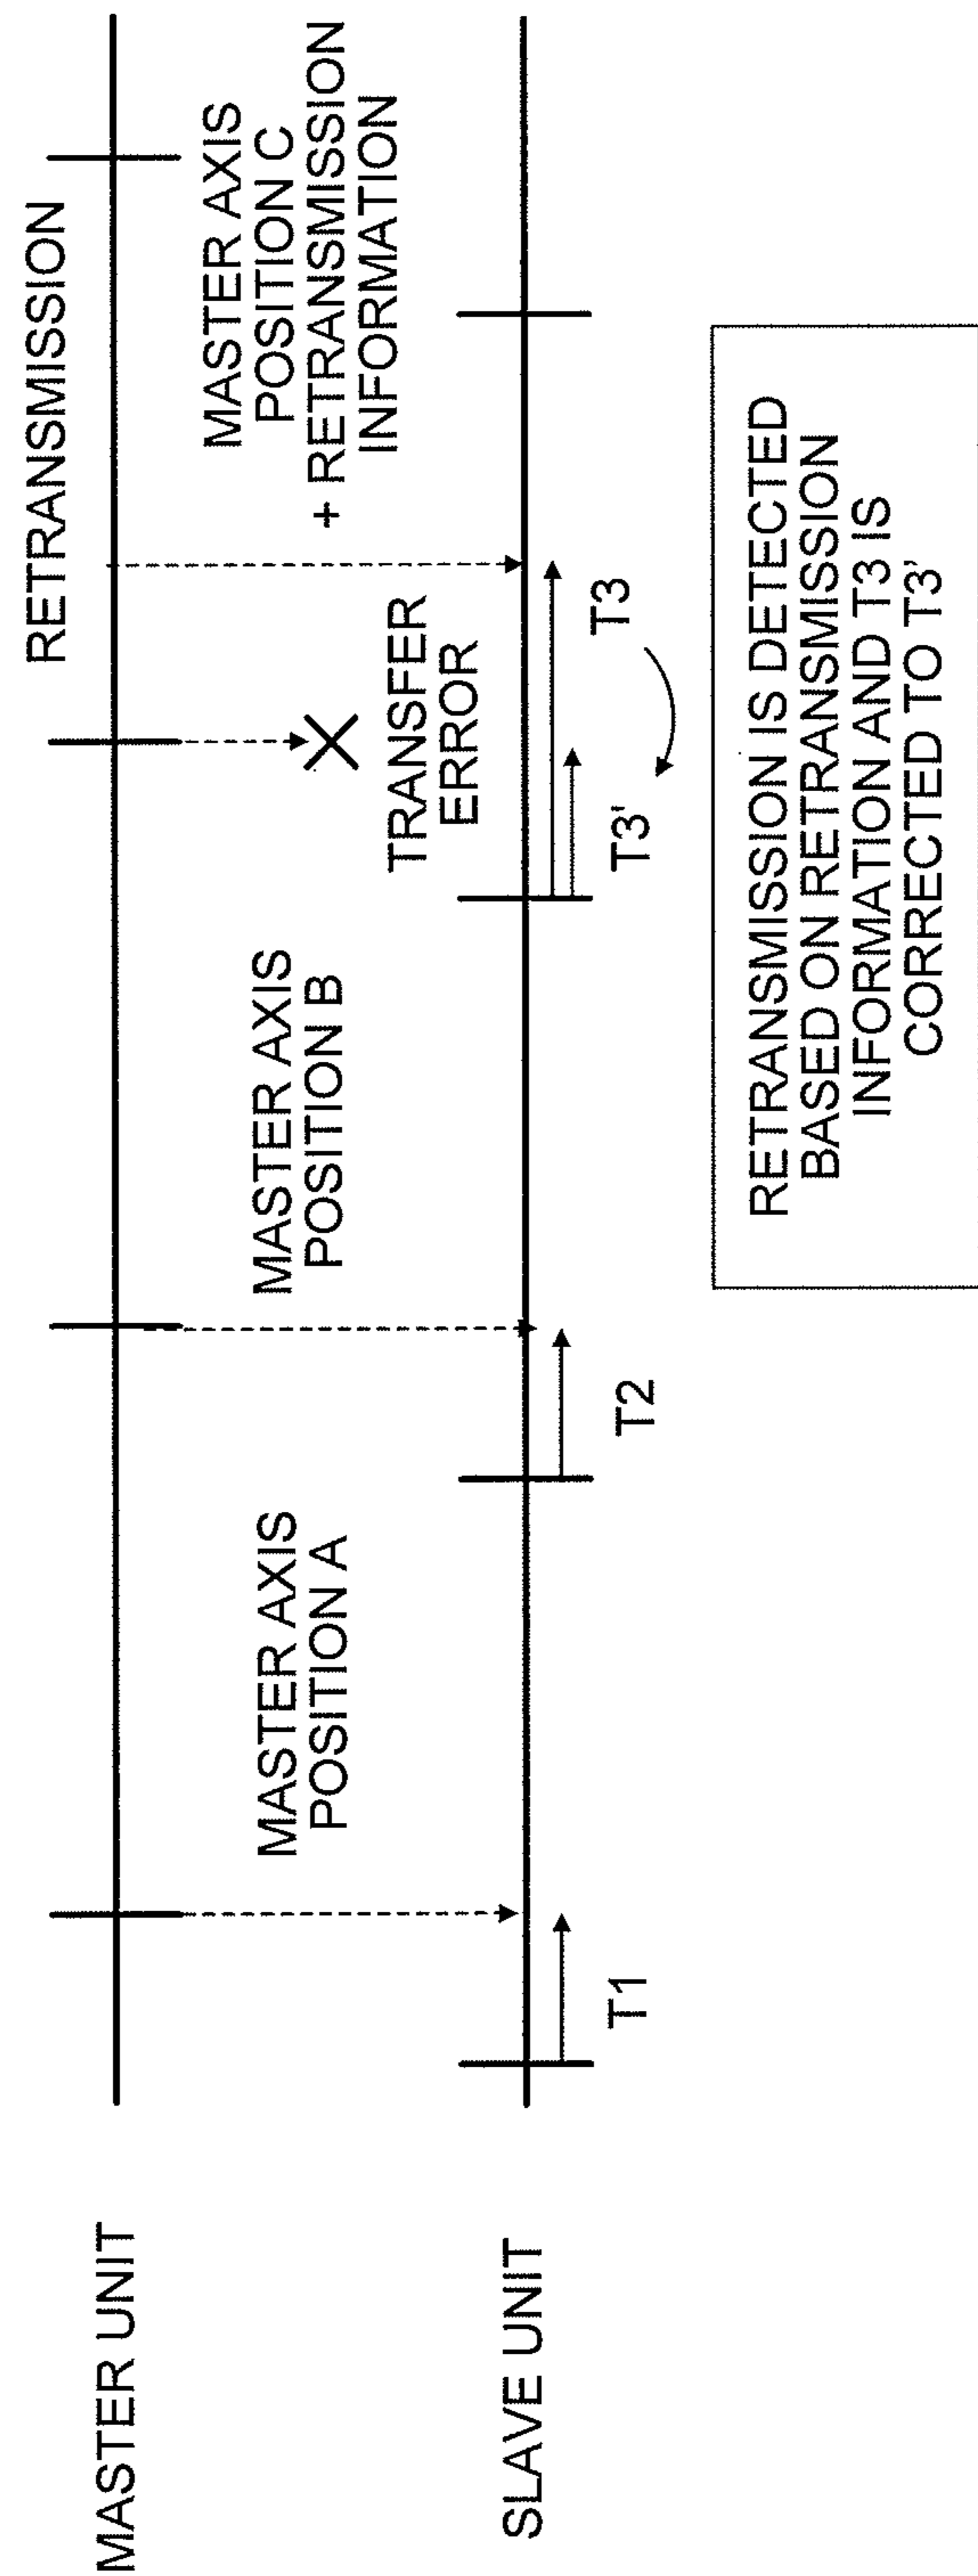 RETRANSMISSION
MASTER UNIT
MASTER AXIS
POSITION A
MASTER AXIS
POSITION B
TRANSFER
ERROR
MASTER AXIS
POSITION C
+ RETRANSMISSION
INFORMATION
SLAVE UNIT
T1
T2
T3'
T3
RETRANSMISSION IS DETECTED
BASED ON RETRANSMISSION
INFORMATION AND T3 IS
CORRECTED TO T3'